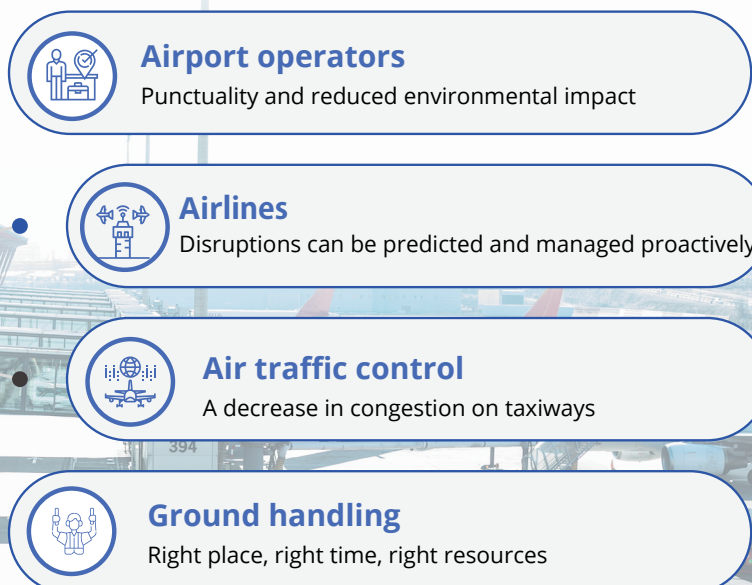 Airport operators
Punctuality and reduced environmental impact
Airlines
Disruptions can be predicted and managed proactively
Air traffic control
A decrease in congestion on taxiways
394
Ground handling
Right place, right time, right resources